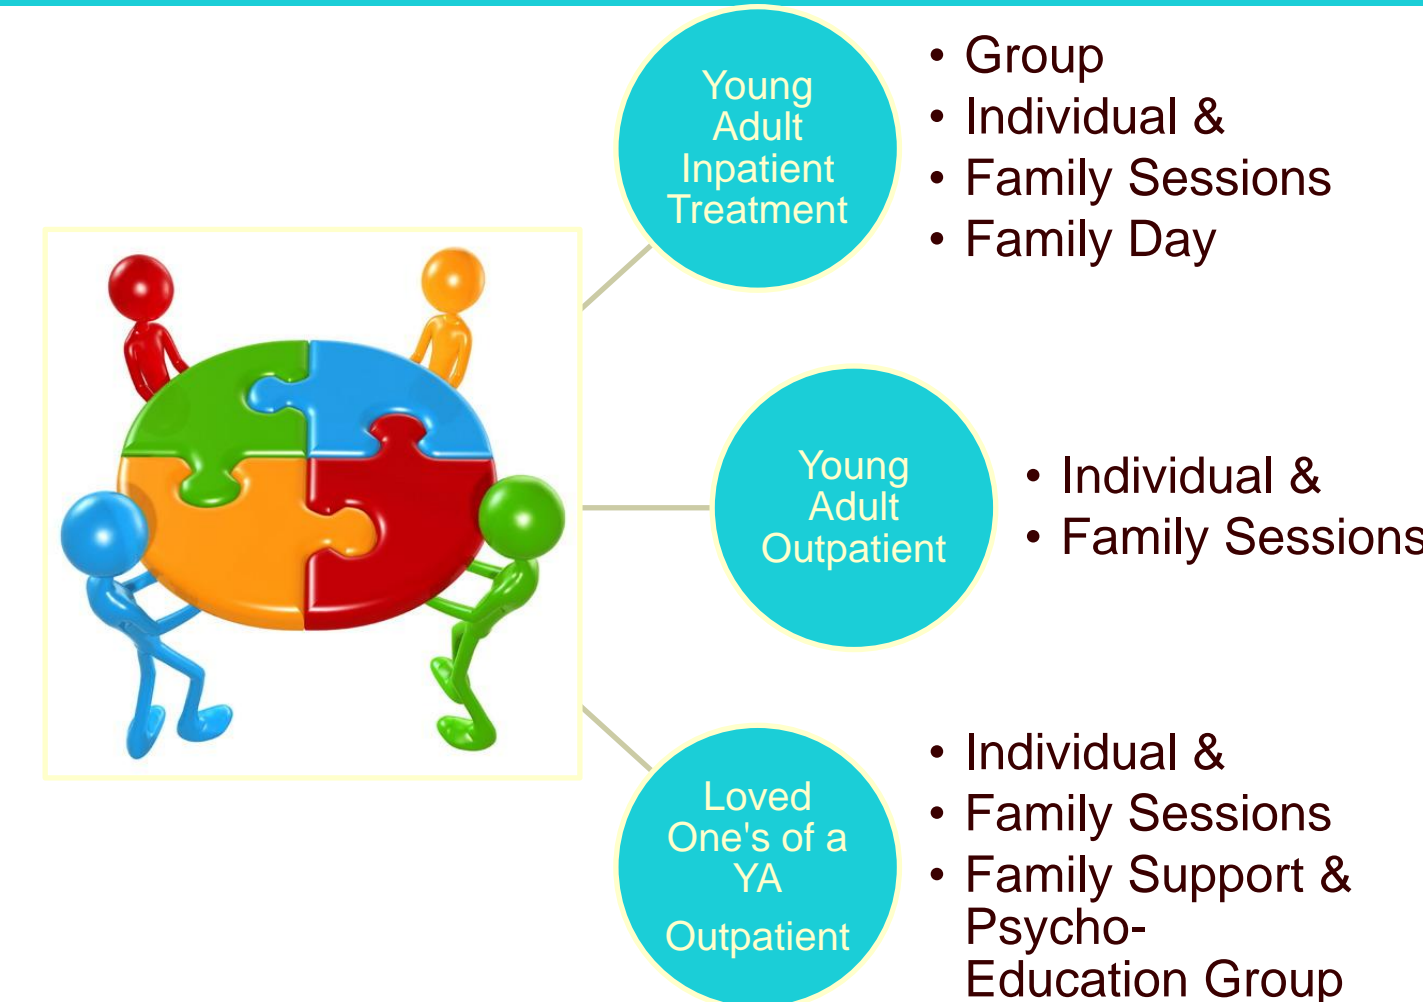 Young
Adult
Inpatient
Treatment
• Group
• Individual &
• Family Sessions
• Family Day
Young
Adult
Outpatient
• Individual &
• Family Sessions
Loved
One's of a
YA
Outpatient
• Individual &
• Family Sessions
• Family Support &
Psycho-
Education Group